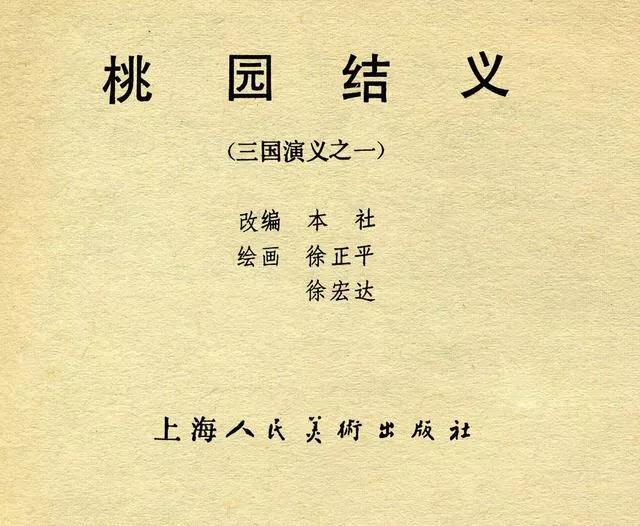 桃园结义
（三国演义之一）
改编 本社
绘画 徐正平
徐宏达
上海人民美術出版社